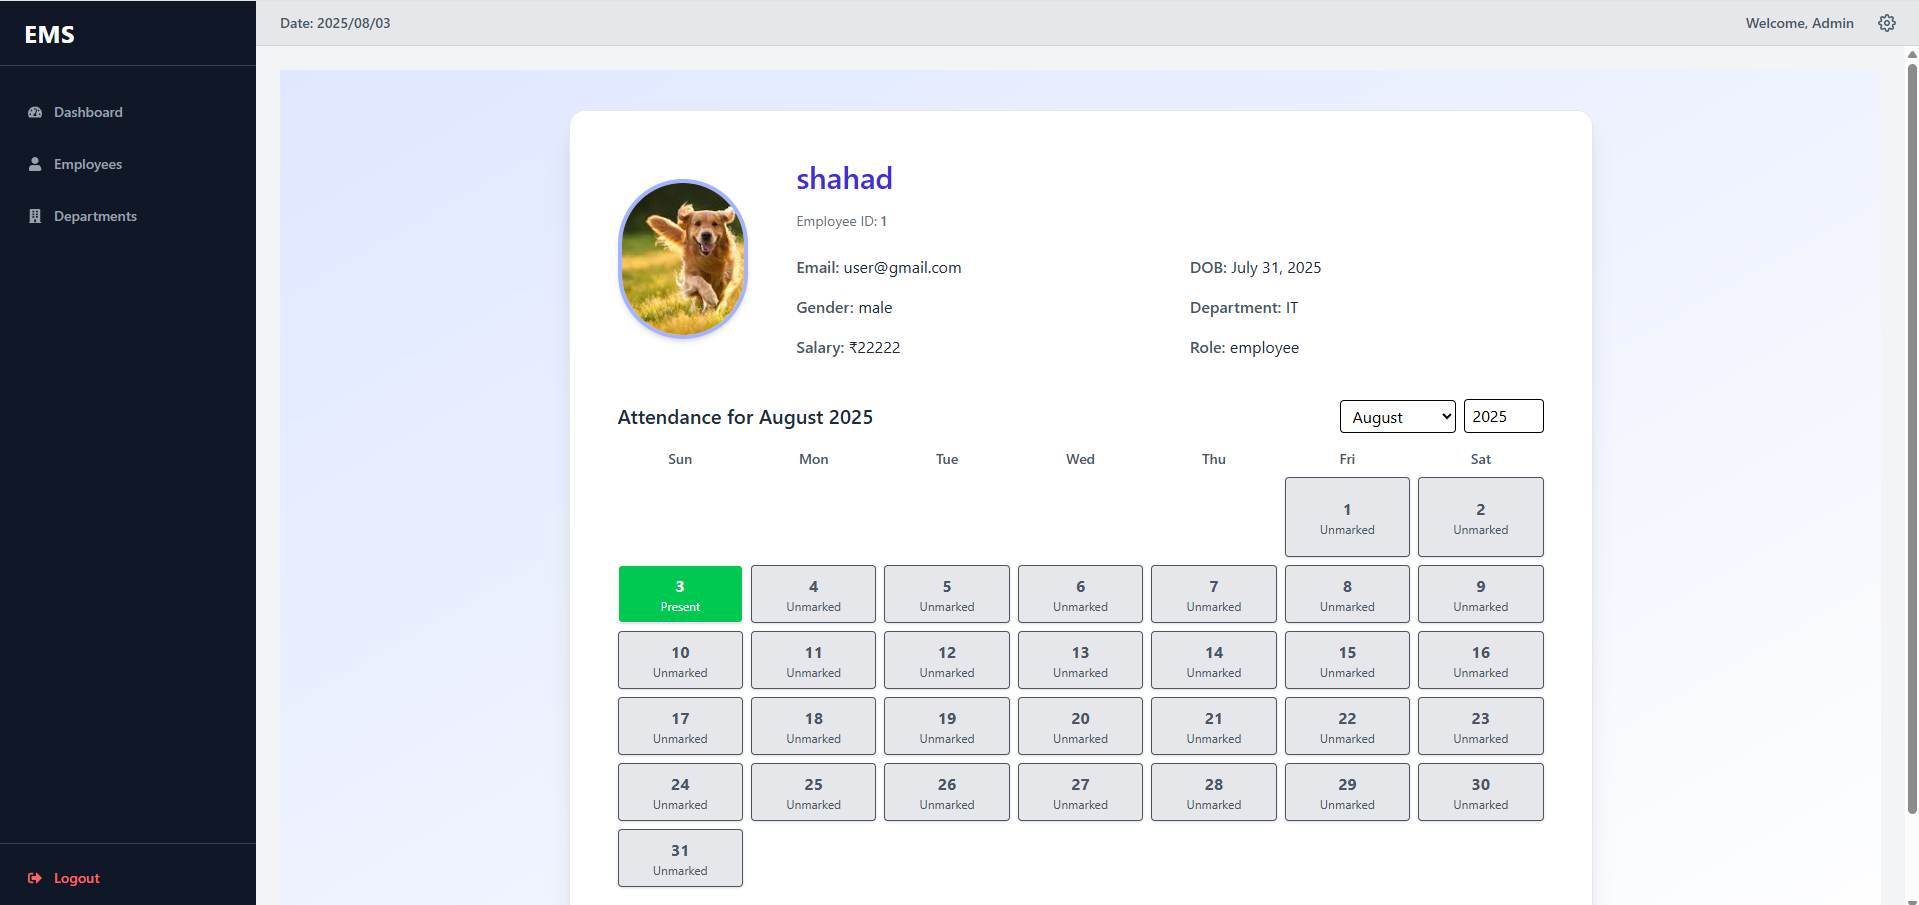 EMS
Date: 2025/08/03
Welcome, Admin
Dashboard
Employees
Departments
Logout
shahad
Employee ID: 1
Email: user@gmail.com
DOB: July 31, 2025
Gender: male
Department: IT
Salary: ₹22222
Role: employee
Attendance for August 2025
August
2025
Sun Mon Tue Wed Thu Fri Sat
1 2
Unmarked Unmarked
3 4 5 6 7 8 9
Present Unmarked Unmarked Unmarked Unmarked Unmarked Unmarked
10 11 12 13 14 15 16
Unmarked Unmarked Unmarked Unmarked Unmarked Unmarked Unmarked
17 18 19 20 21 22 23
Unmarked Unmarked Unmarked Unmarked Unmarked Unmarked Unmarked
24 25 26 27 28 29 30
Unmarked Unmarked Unmarked Unmarked Unmarked Unmarked Unmarked
31
Unmarked